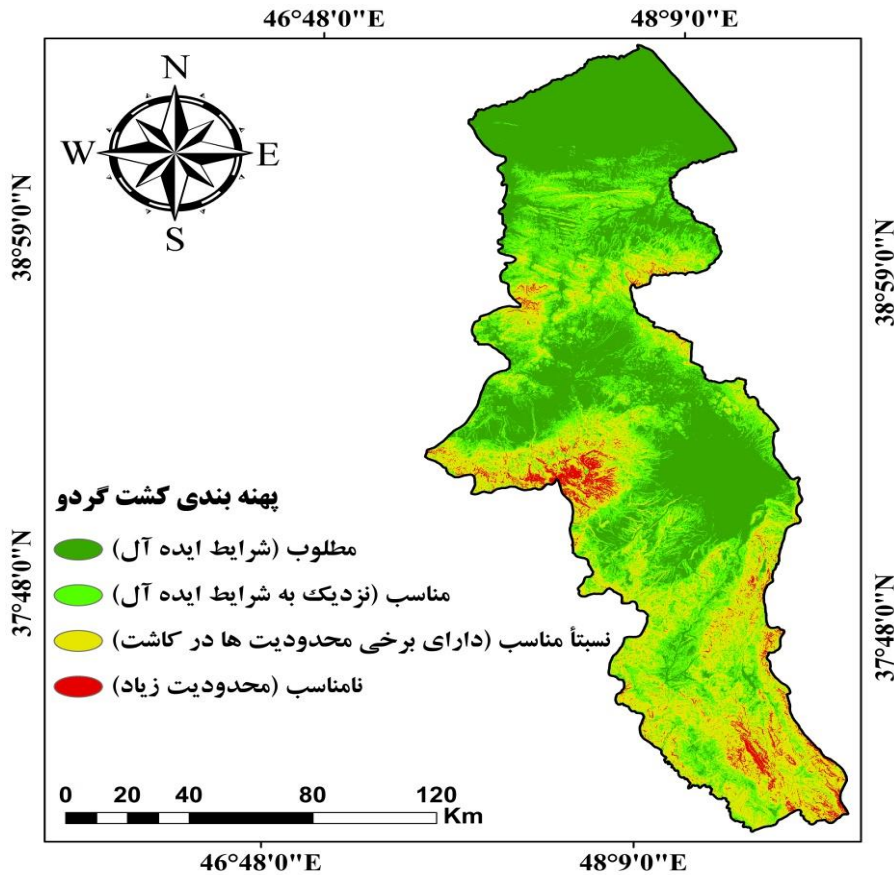 46°48'0"E
48°9'0"E
N
W
E
S
38°59'0"N
38°59'0"N
پهنه بندی کشت گردو
مطلوب (شرایط ایده آل)
مناسب (نزدیک به شرایط ایده آل)
نسبتأ مناسب (دارای برخی محدودیت ها در کاشت)
نامناسب (محدودیت زیاد)
37°48'0"N
37°48'0"N
0 20 40 80 120
Km
46°48'0"E
48°9'0"E